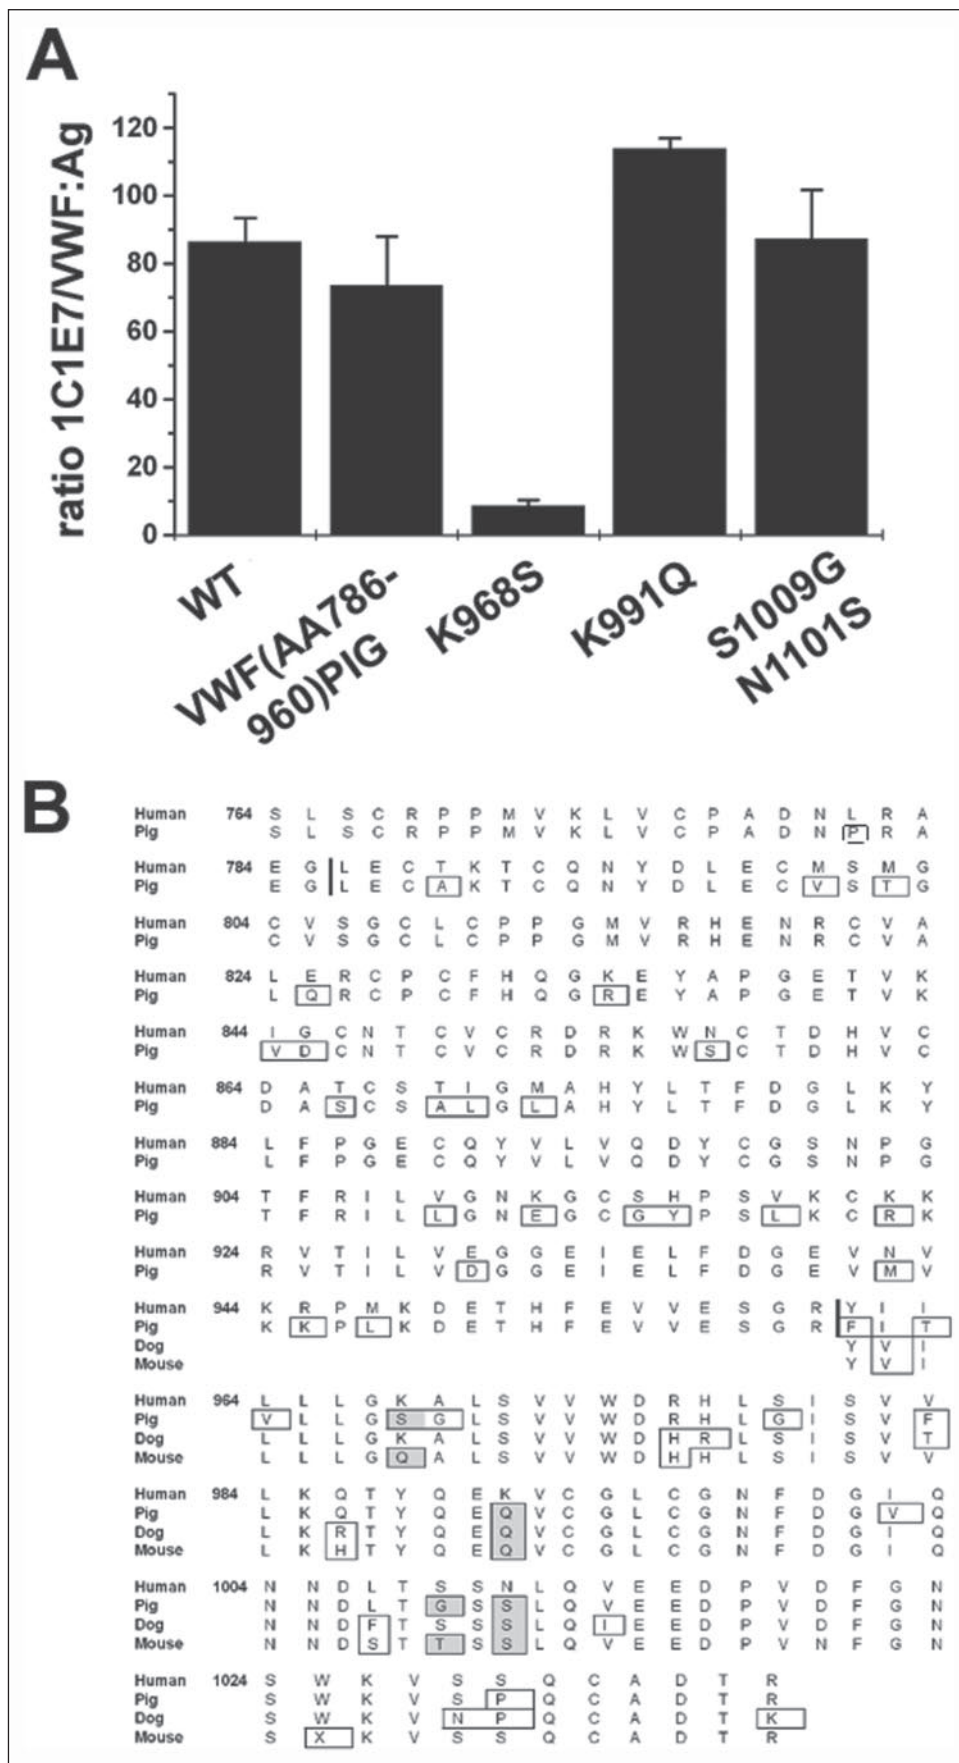 A
ratio 1C1E7/VWF:Ag
120
100
80
60
40
20
0
WT
VWF(AA786-
960)PIG
K968S
K991Q
S1009G
N1101S
B
Human 764 S L S C R P P M V K L V C P A D N L R A
Pig S L S C R P P M V K L V C P A D N P R A
Human 784 E G L E C T K T C Q N Y D L E C M S M G
Pig E G L E C A K T C Q N Y D L E C V S T G
Human 804 C V S G C L C P P G M V R H E N R C V A
Pig C V S G C L C P P G M V R H E N R C V A
Human 824 L E R C P C F H Q G K E Y A P G E T V K
Pig L Q R C P C F H Q G R E Y A P G E T V K
Human 844 I G C N T C V C R D R K W N C T D H V C
Pig V D C N T C V C R D R K W S C T D H V C
Human 864 D A T C S T I G M A H Y L T F D G L K Y
Pig D A S C S A L G L A H Y L T F D G L K Y
Human 884 L F P G E C Q Y V L V Q D Y C G S N P G
Pig L F P G E C Q Y V L V Q D Y C G S N P G
Human 904 T F R I L V G N K G C S H P S V K C K K
Pig T F R I L L G N E G C G Y P S L K C R K
Human 924 R V T I L V E G G E I E L F D G E V N V
Pig R V T I L V D G G E I E L F D G E V M V
Human 944 K R P M K D E T H F E V V E S G R Y I I
Pig K K P L K D E T H F E V V E S G R F I T
Dog Y V I
Mouse Y V I
Human 964 L L L G K A L S V V W D R H L S I S V V
Pig V L L G S G L S V V W D R H L G I S V F
Dog L L L G K A L S V V W D H R L S I S V T
Mouse L L L G Q A L S V V W D H H L S I S V V
Human 984 L K Q T Y Q E K V C G L C G N F D G I Q
Pig L K Q T Y Q E Q V C G L C G N F D G V Q
Dog L K R T Y Q E Q V C G L C G N F D G I Q
Mouse L K H T Y Q E Q V C G L C G N F D G I Q
Human 1004 N N D L T S S N L Q V E E D P V D F G N
Pig N N D L T G S S L Q V E E D P V D F G N
Dog N N D F T S S S L Q I E E D P V D F G N
Mouse N N D S T T S S L Q V E E D P V N F G N
Human 1024 S W K V S S Q C A D T R
Pig S W K V S P Q C A D T R
Dog S W K V N P Q C A D T K
Mouse S X K V S S Q C A D T R